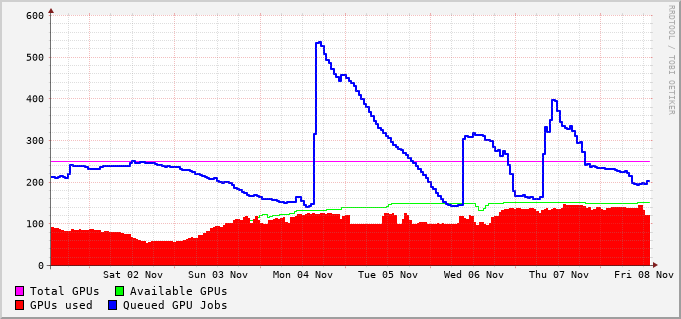 600
500
400
300
200
100
0
Sat 02 Nov Sun 03 Nov Mon 04 Nov Tue 05 Nov Wed 06 Nov Thu 07 Nov Fri 08 Nov
Total GPUs Available GPUs
GPUs used Queued GPU Jobs
RRDTOOL / TOBI OETIKER